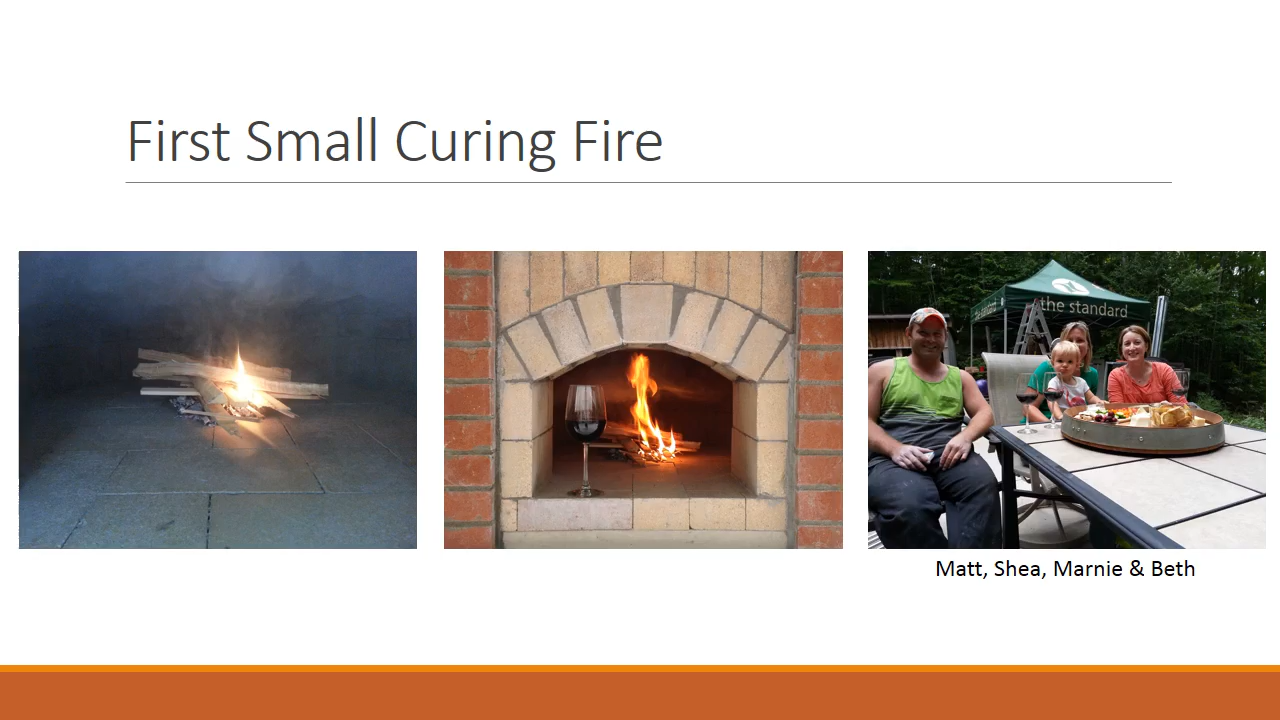 First Small Curing Fire
the standard
Matt, Shea, Marnie & Beth